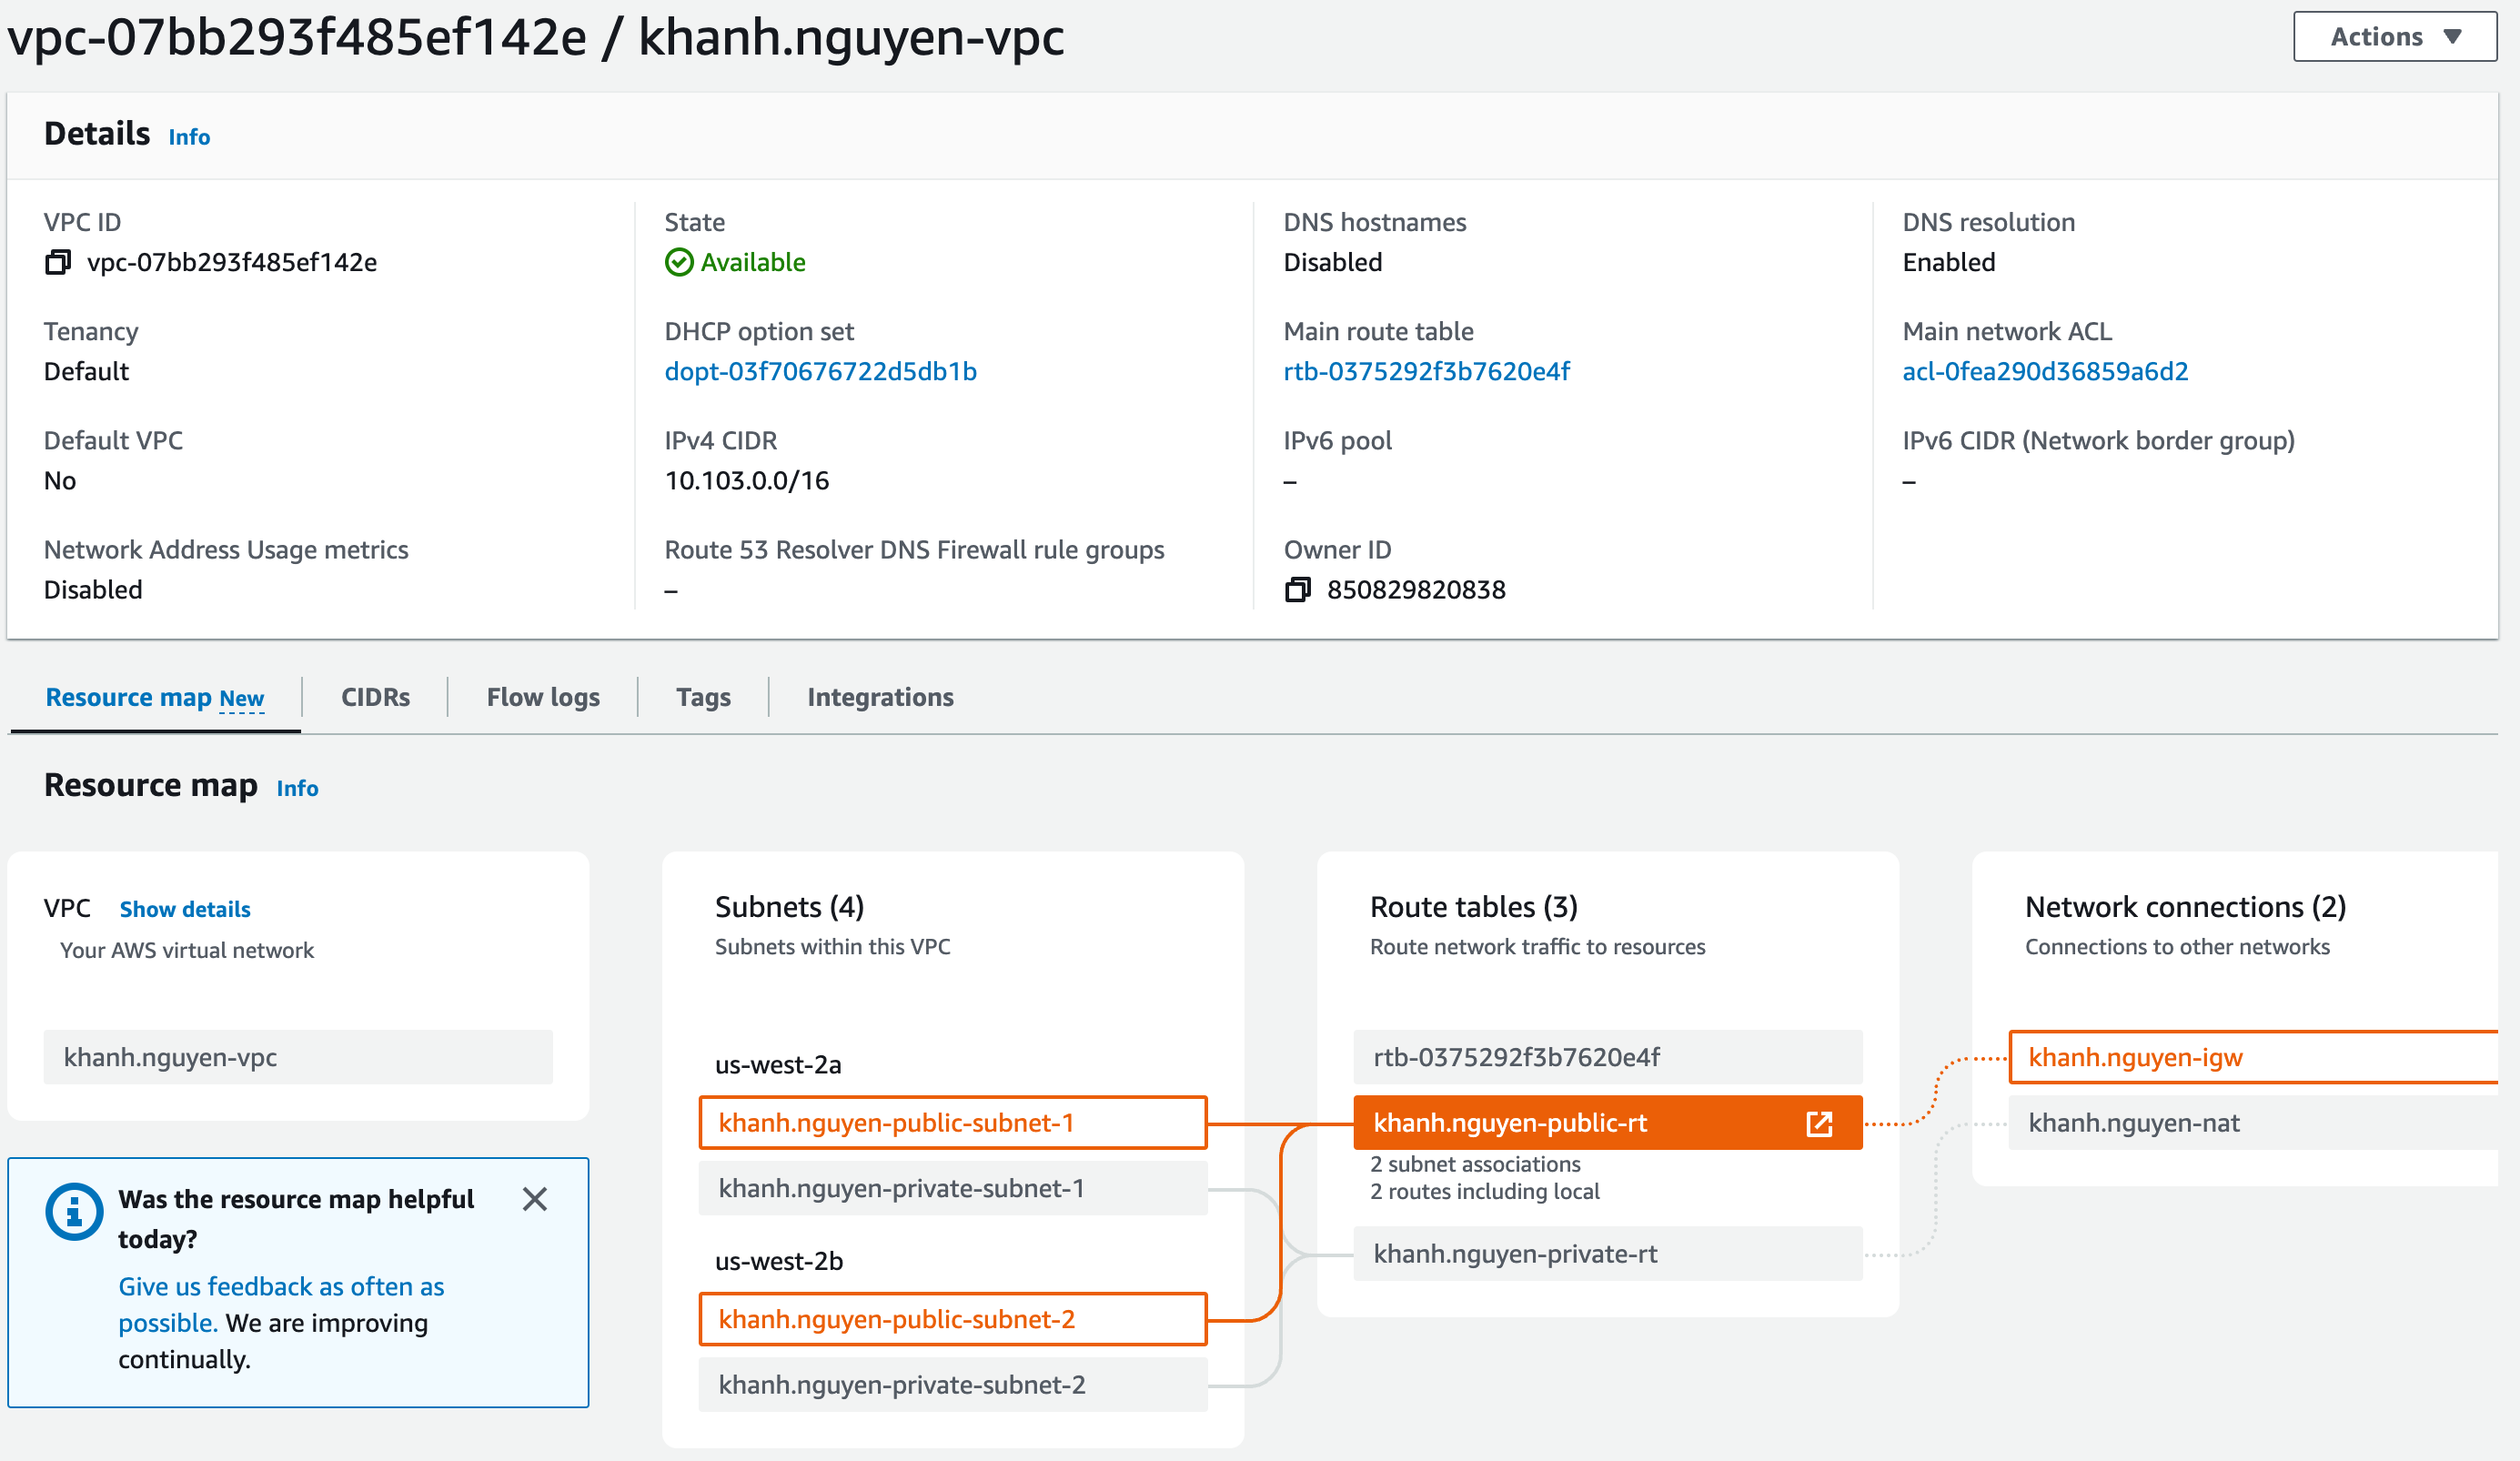 vpc-07bb293f485ef142e / khanh.nguyen-vpc
Actions
Details Info
VPC ID
vpc-07bb293f485ef142e
State
Available
DNS hostnames
Disabled
DNS resolution
Enabled
Tenancy
Default
DHCP option set
dopt-03f70676722d5db1b
Main route table
rtb-0375292f3b7620e4f
Main network ACL
acl-0fea290d36859a6d2
Default VPC
No
IPv4 CIDR
10.103.0.0/16
IPv6 pool
–
IPv6 CIDR (Network border group)
–
Network Address Usage metrics
Disabled
Route 53 Resolver DNS Firewall rule groups
–
Owner ID
850829820838
Resource map New
CIDRs
Flow logs
Tags
Integrations
Resource map Info
VPC Show details
Your AWS virtual network
khanh.nguyen-vpc
Was the resource map helpful
today?
Give us feedback as often as
possible. We are improving
continually.
Subnets (4)
Subnets within this VPC
us-west-2a
khanh.nguyen-public-subnet-1
khanh.nguyen-private-subnet-1
us-west-2b
khanh.nguyen-public-subnet-2
khanh.nguyen-private-subnet-2
Route tables (3)
Route network traffic to resources
rtb-0375292f3b7620e4f
khanh.nguyen-public-rt
2 subnet associations
2 routes including local
khanh.nguyen-private-rt
Network connections (2)
Connections to other networks
khanh.nguyen-igw
khanh.nguyen-nat